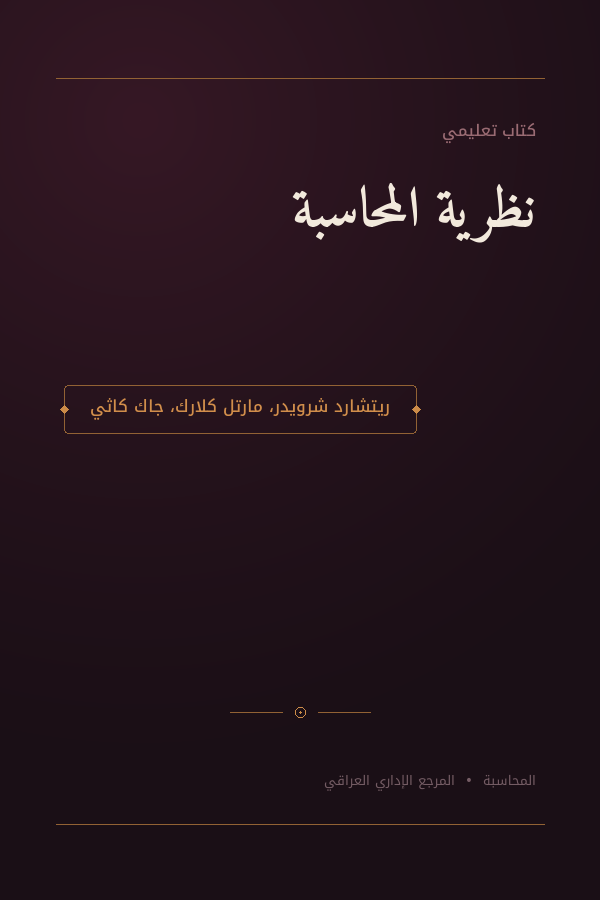 كتاب تعليمي
نظرية المحاسبة
ريتشارد شرويدر، مارتل كلارك، جاك كاثي
المحاسبة • المرجع الإداري العراقي